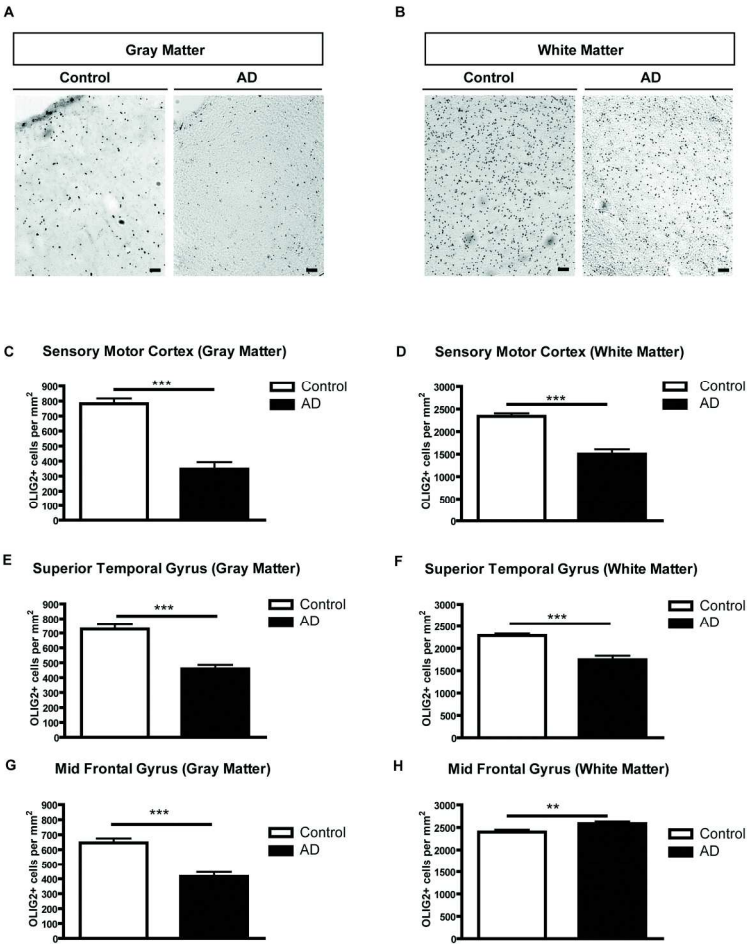 A
Gray Matter
Control AD
B
White Matter
Control AD
C Sensory Motor Cortex (Gray Matter)
OLIG2+ cells per mm²
900
800
700
600
500
400
300
200
100
0
***
Control
AD
D Sensory Motor Cortex (White Matter)
OLIG2+ cells per mm²
3000
2500
2000
1500
1000
500
0
***
Control
AD
E Superior Temporal Gyrus (Gray Matter)
OLIG2+ cells per mm²
900
800
700
600
500
400
300
200
100
0
***
Control
AD
F Superior Temporal Gyrus (White Matter)
OLIG2+ cells per mm²
3000
2500
2000
1500
1000
500
0
***
Control
AD
G Mid Frontal Gyrus (Gray Matter)
OLIG2+ cells per mm²
900
800
700
600
500
400
300
200
100
0
***
Control
AD
H Mid Frontal Gyrus (White Matter)
OLIG2+ cells per mm²
3000
2500
2000
1500
1000
500
0
**
Control
AD